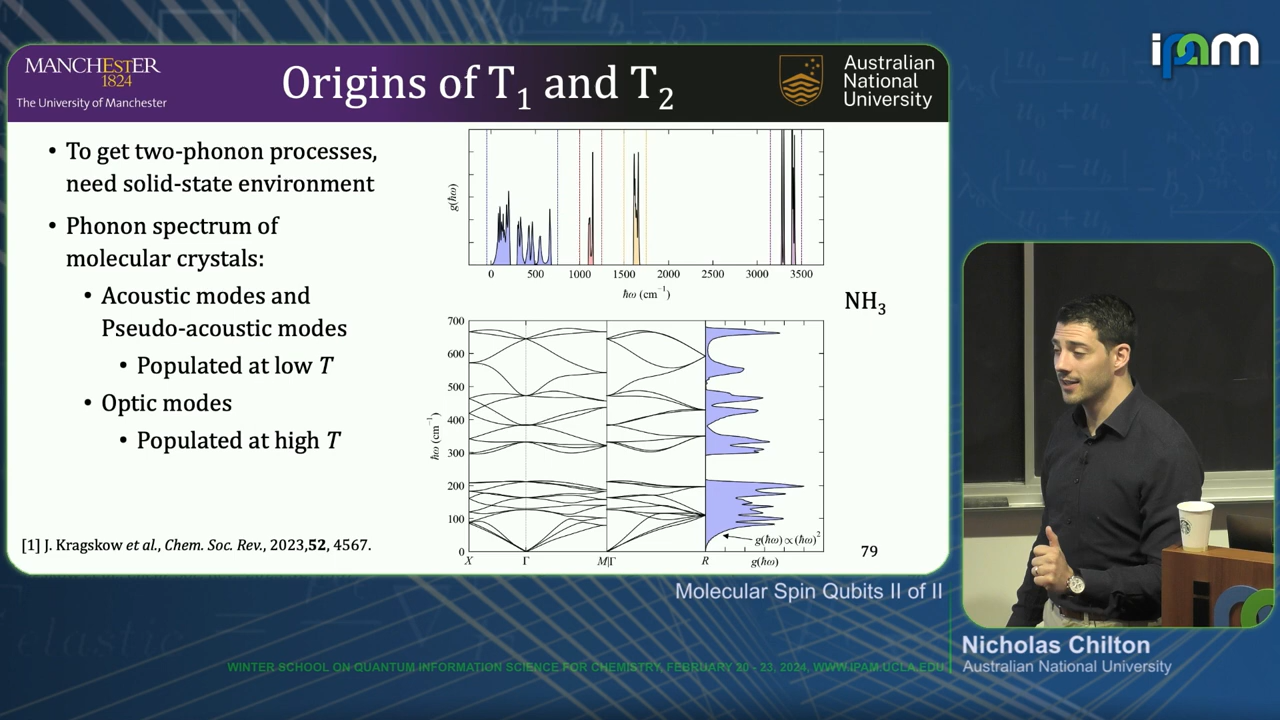 ipam
MANCHESTER
1824
The University of Manchester
Origins of T₁ and T₂
Australian
National
University
• To get two-phonon processes,
need solid-state environment
• Phonon spectrum of
molecular crystals:
• Acoustic modes and
Pseudo-acoustic modes
• Populated at low T
• Optic modes
• Populated at high T
[1] J. Kragskow et al., Chem. Soc. Rev., 2023,52, 4567.
g(ħω)
0 500 1000 1500 2000 2500 3000 3500
ħω (cm⁻¹)
NH₃
700
600
500
400
300
200
100
0
ħω (cm⁻¹)
g(ħω)∝(ħω)²
X Γ M|Γ R g(ħω)
79
Molecular Spin Qubits II of II
Nicholas Chilton
Australian National University
WINTER SCHOOL ON QUANTUM INFORMATION SCIENCE FOR CHEMISTRY, FEBRUARY 20 - 23, 2024, WWW.IPAM.UCLA.EDU
elastic